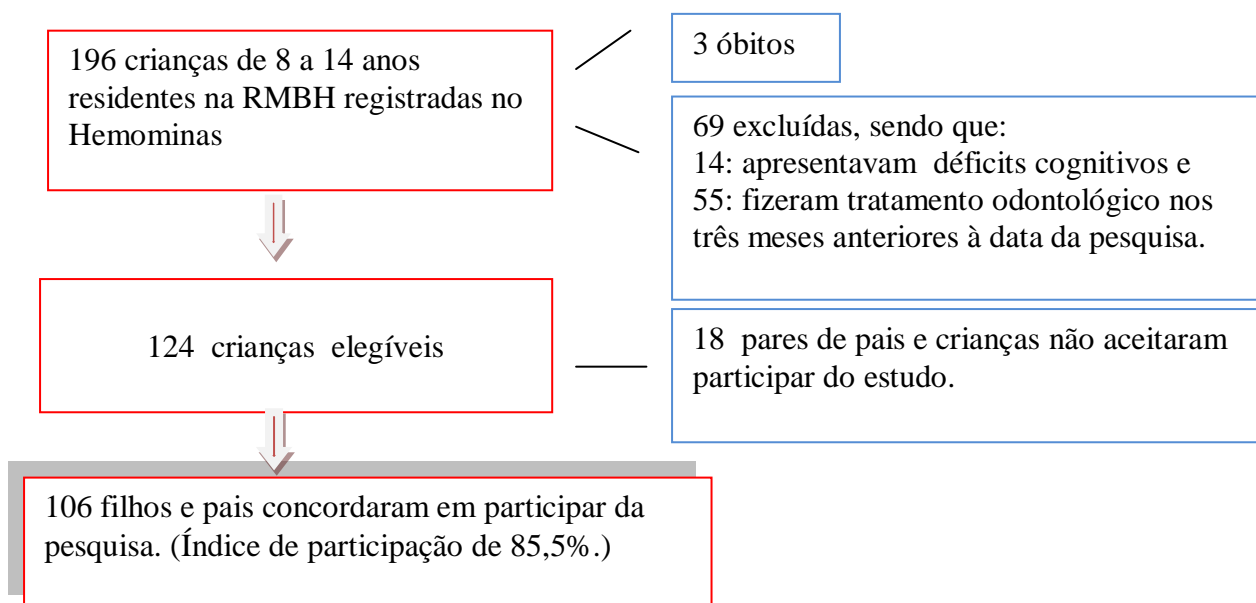 196 crianças de 8 a 14 anos
residentes na RMBH registradas no
Hemominas
3 óbitos
69 excluídas, sendo que:
14: apresentavam déficits cognitivos e
55: fizeram tratamento odontológico nos
três meses anteriores à data da pesquisa.
124 crianças elegíveis
18 pares de pais e crianças não aceitaram
participar do estudo.
106 filhos e pais concordaram em participar da
pesquisa. (Índice de participação de 85,5%.)